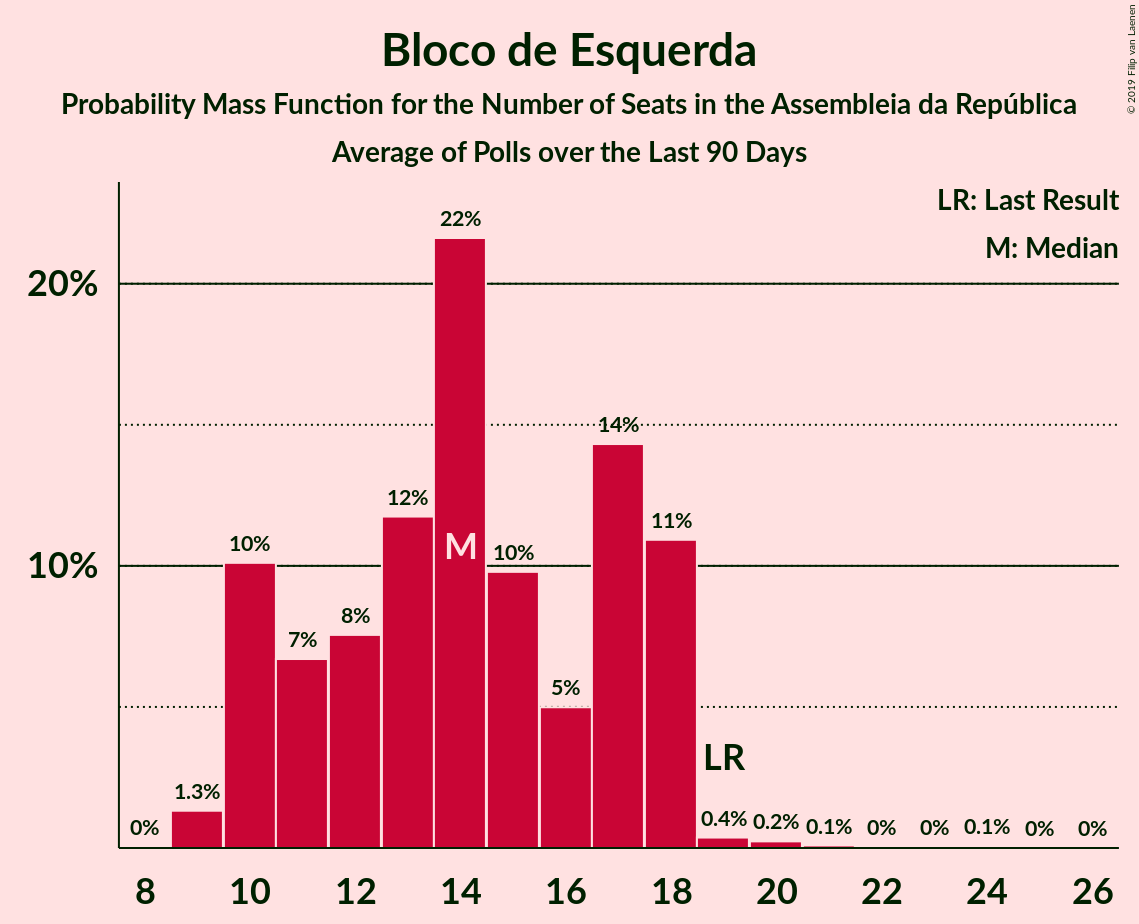 Bloco de Esquerda
Probability Mass Function for the Number of Seats in the Assembleia da República
Average of Polls over the Last 90 Days
© 2019 Filip van Laenen
LR: Last Result
M: Median
20%
10%
0%
1.3%
10%
7%
8%
12%
22%
M
10%
5%
14%
11%
LR
0.4%
0.2%
0.1%
0%
0%
0.1%
0%
0%
8 10 12 14 16 18 20 22 24 26